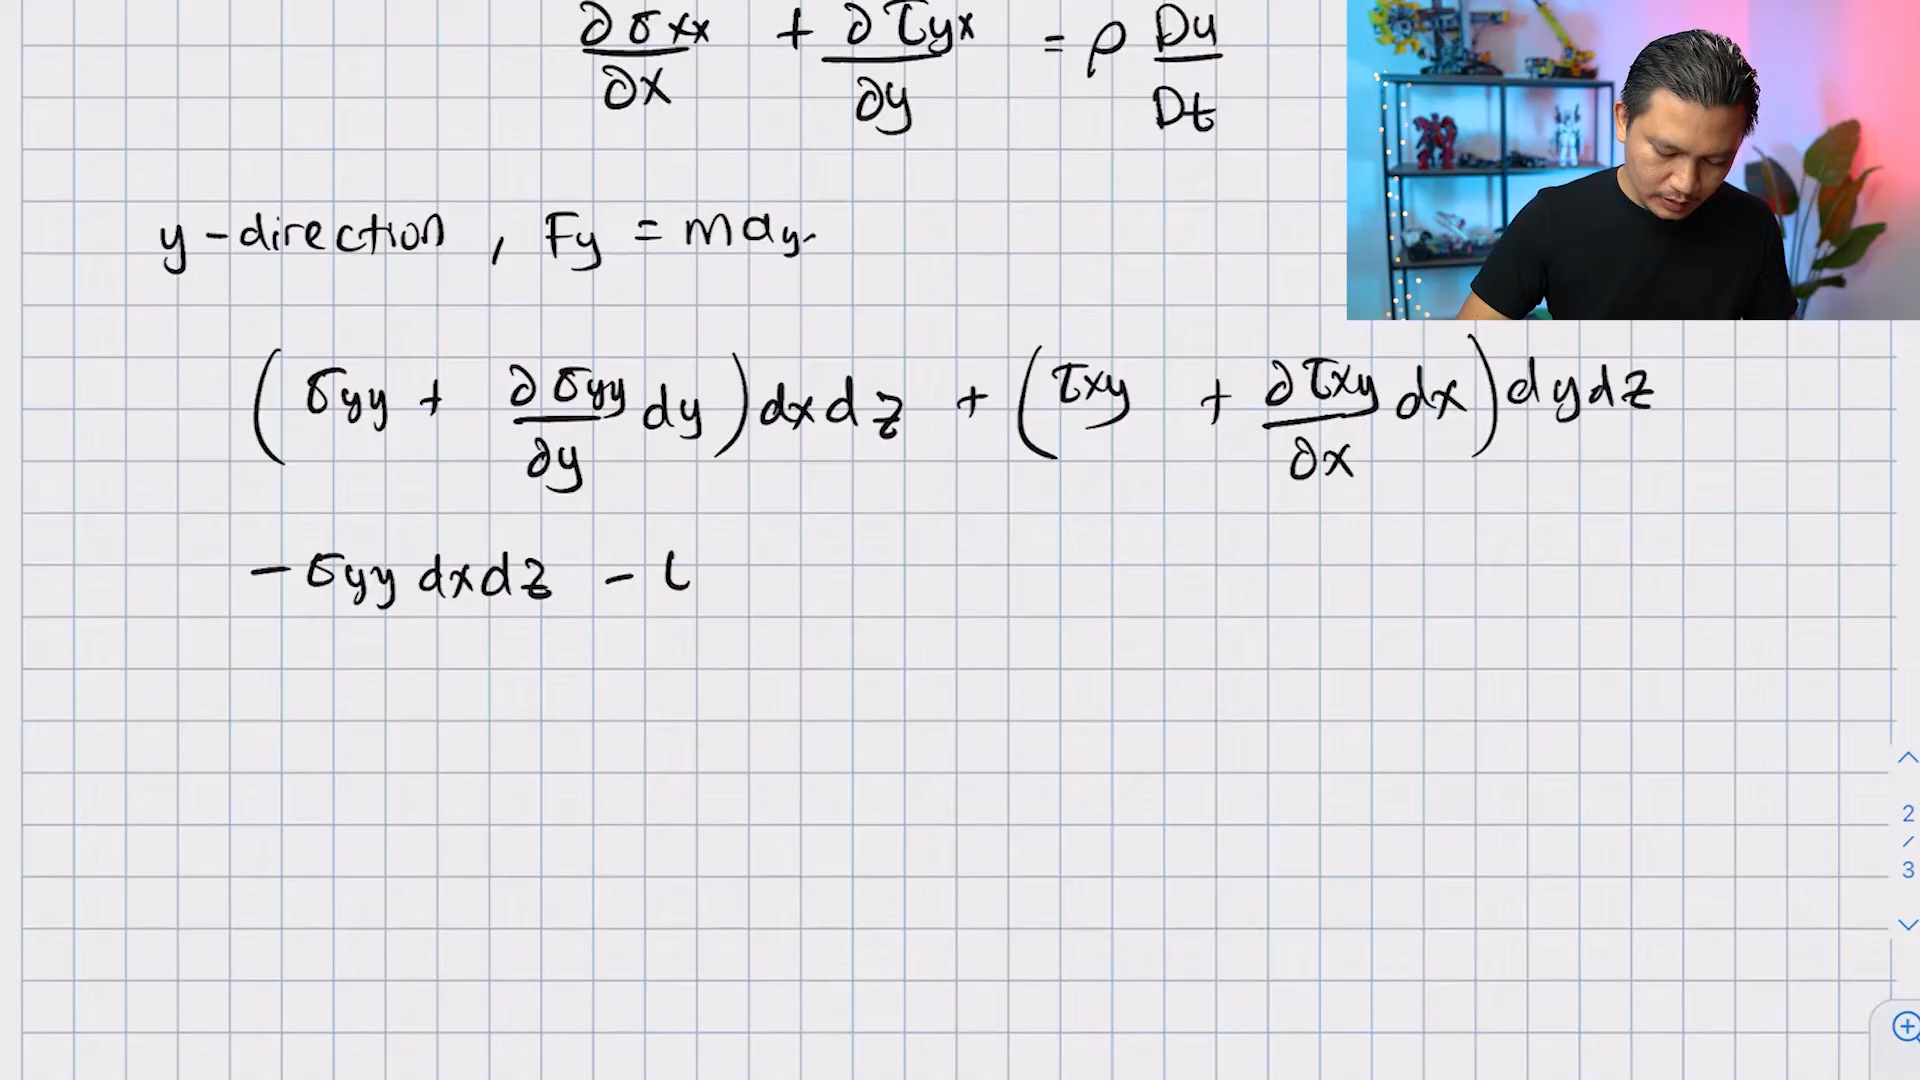 ∂σxx/∂x + ∂τyx/∂y = ρ Du/Dt
y-direction, Fy = may
(σyy + ∂σyy/∂y dy) dxdz + (τxy + ∂τxy/∂x dx) dydz
- σyy dxdz - 
2
/
3